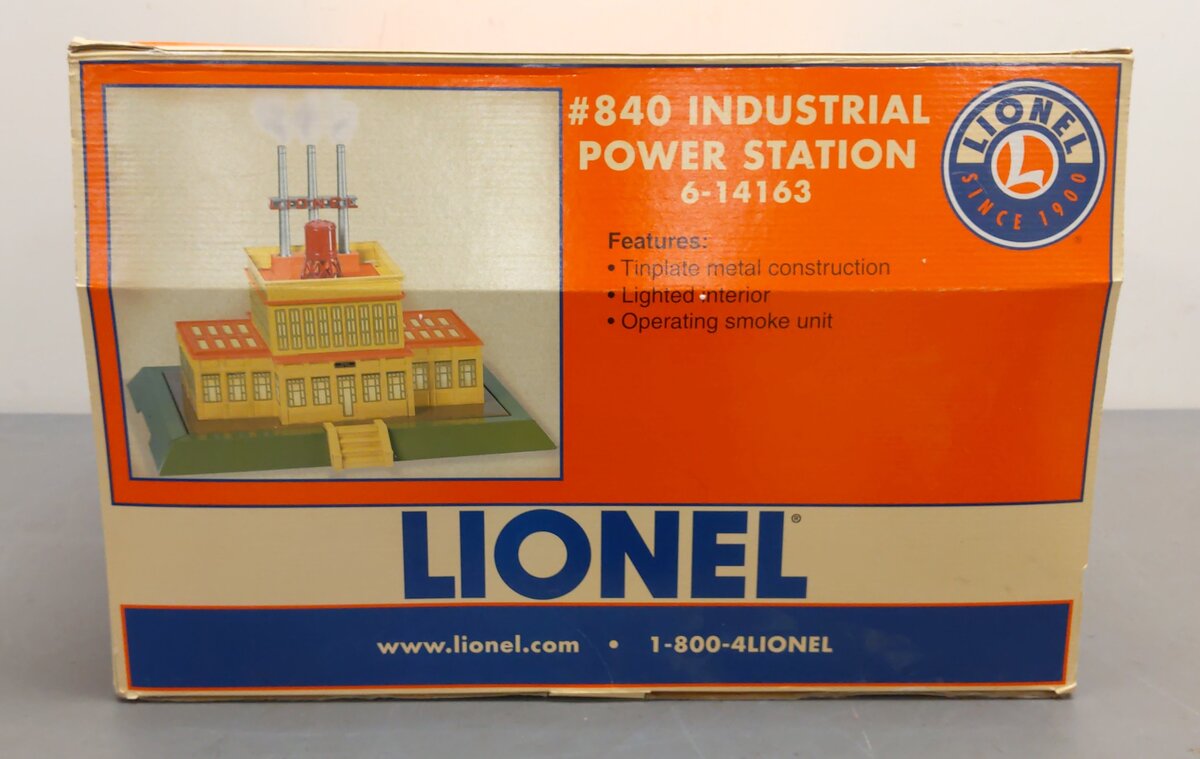 #840 INDUSTRIAL
POWER STATION
6-14163
LIONEL
L
SINCE 1900
®
Features:
• Tinplate metal construction
• Lighted interior
• Operating smoke unit
LIONEL®
www.lionel.com • 1-800-4LIONEL